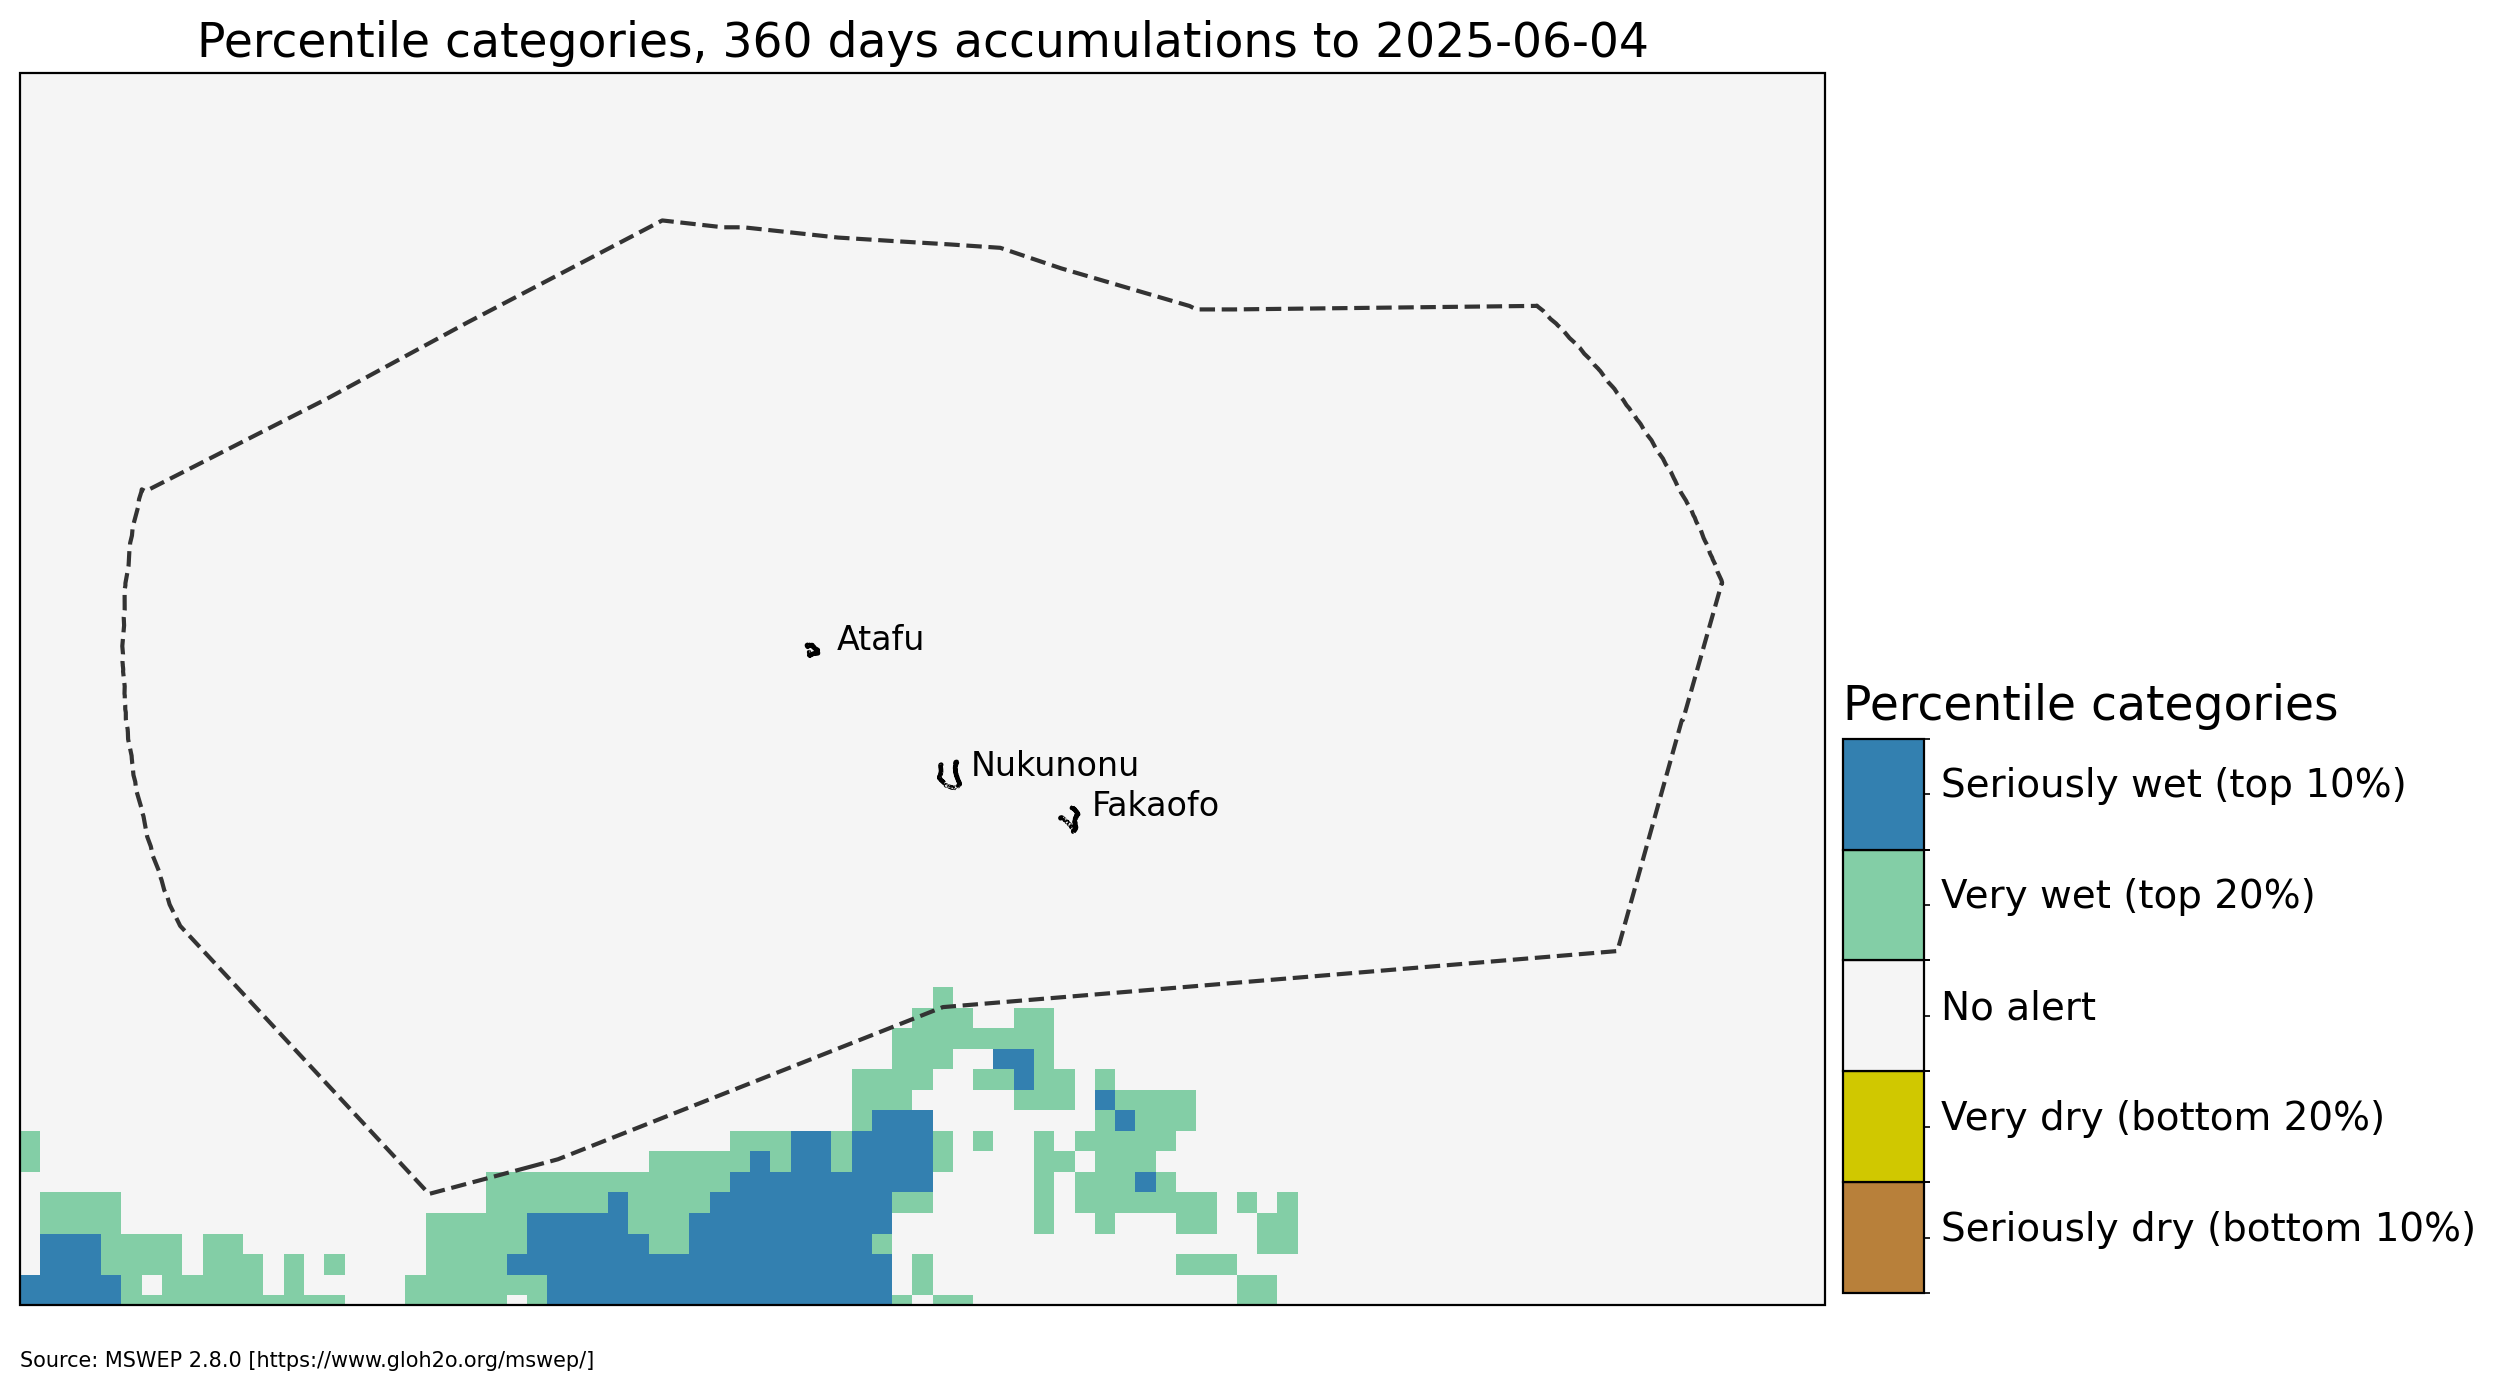 Percentile categories, 360 days accumulations to 2025-06-04
Atafu
Nukunonu
Fakaofo
Percentile categories
Seriously wet (top 10%)
Very wet (top 20%)
No alert
Very dry (bottom 20%)
Seriously dry (bottom 10%)
Source: MSWEP 2.8.0 [https://www.gloh2o.org/mswep/]